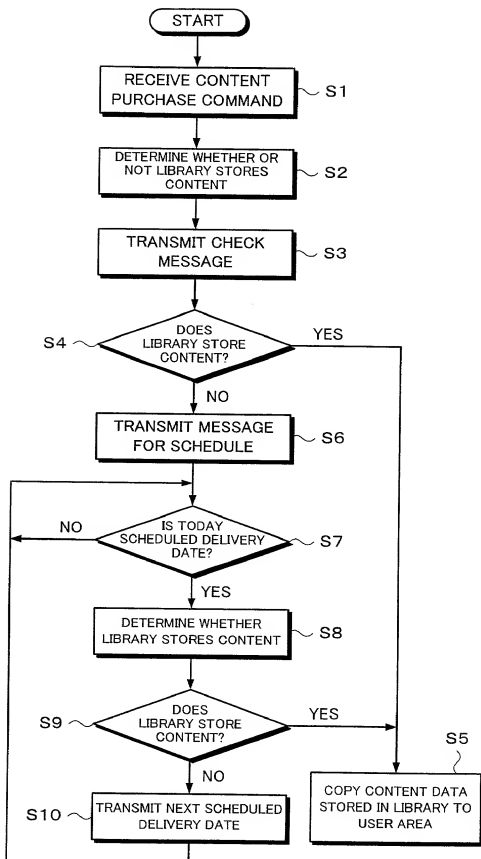 START
RECEIVE CONTENT
PURCHASE COMMAND
S1
DETERMINE WHETHER OR
NOT LIBRARY STORES
CONTENT
S2
TRANSMIT CHECK
MESSAGE
S3
S4
DOES
LIBRARY STORE
CONTENT?
YES
NO
TRANSMIT MESSAGE
FOR SCHEDULE
S6
NO
IS TODAY
SCHEDULED DELIVERY
DATE?
S7
YES
DETERMINE WHETHER
LIBRARY STORES CONTENT
S8
S9
DOES
LIBRARY STORE
CONTENT?
YES
NO
S5
COPY CONTENT DATA
STORED IN LIBRARY TO
USER AREA
S10
TRANSMIT NEXT SCHEDULED
DELIVERY DATE